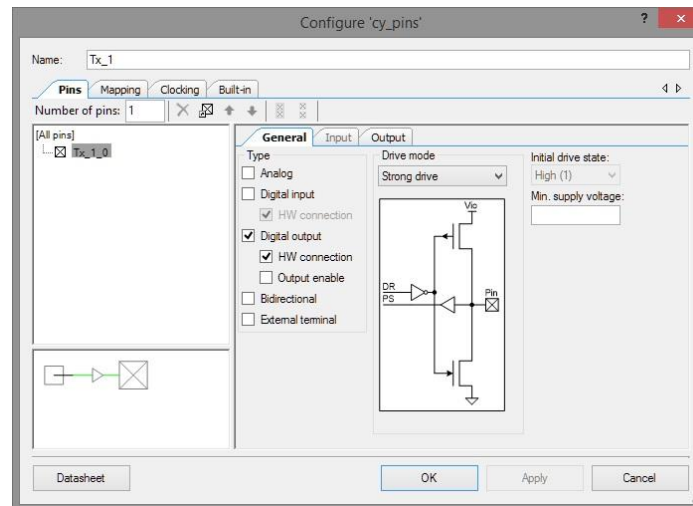 Configure 'cy_pins'
?
×
Name:
Tx_1
Pins
Mapping
Clocking
Built-in
Number of pins:
1
[All pins]
Tx_1_0
General
Input
Output
Type
Analog
Digital input
HW connection
Digital output
HW connection
Output enable
Bidirectional
External terminal
Drive mode
Strong drive
Vio
DR
PS
Pin
Initial drive state:
High (1)
Min. supply voltage:
Datasheet
OK
Apply
Cancel